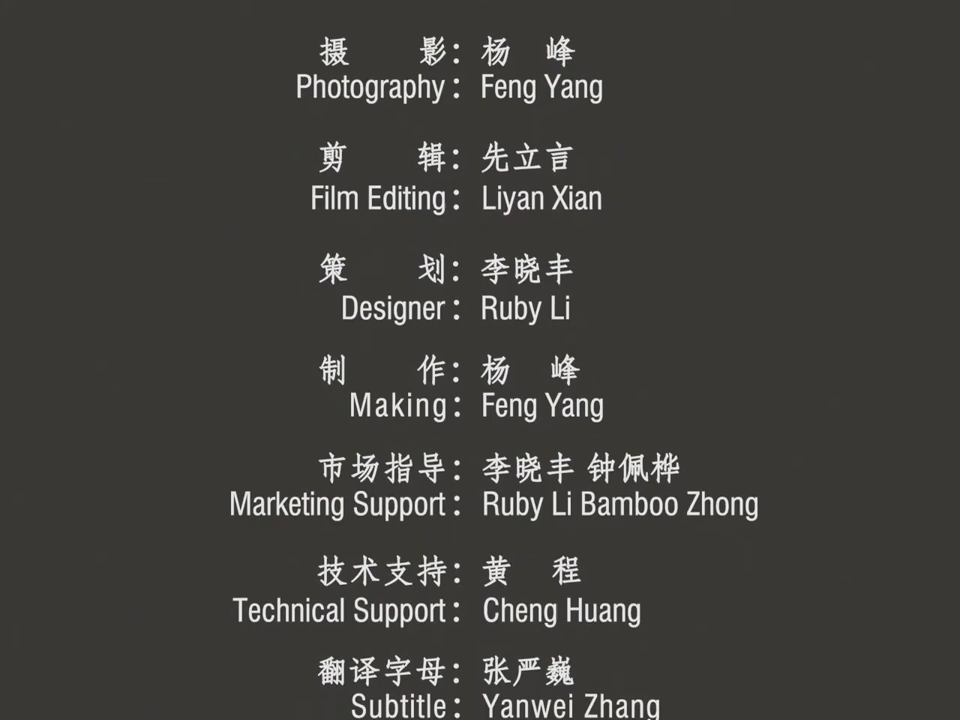 摄 影：杨 峰
Photography：Feng Yang
剪 辑：先立言
Film Editing：Liyan Xian
策 划：李晓丰
Designer：Ruby Li
制 作：杨 峰
Making：Feng Yang
市场指导：李晓丰 钟佩桦
Marketing Support：Ruby Li Bamboo Zhong
技术支持：黄 程
Technical Support：Cheng Huang
翻译字母：张严巍
Subtitle：Yanwei Zhang